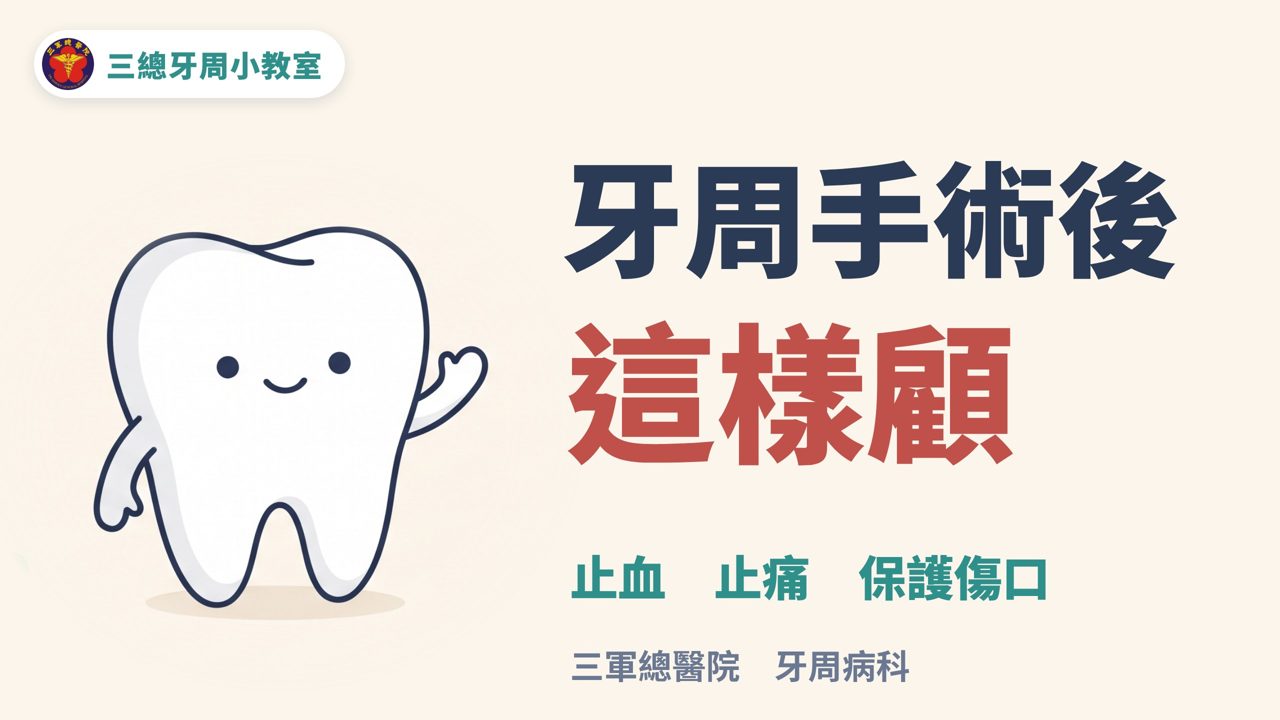 三總牙周小教室
牙周手術後
這樣顧
止血 止痛 保護傷口
三軍總醫院 牙周病科